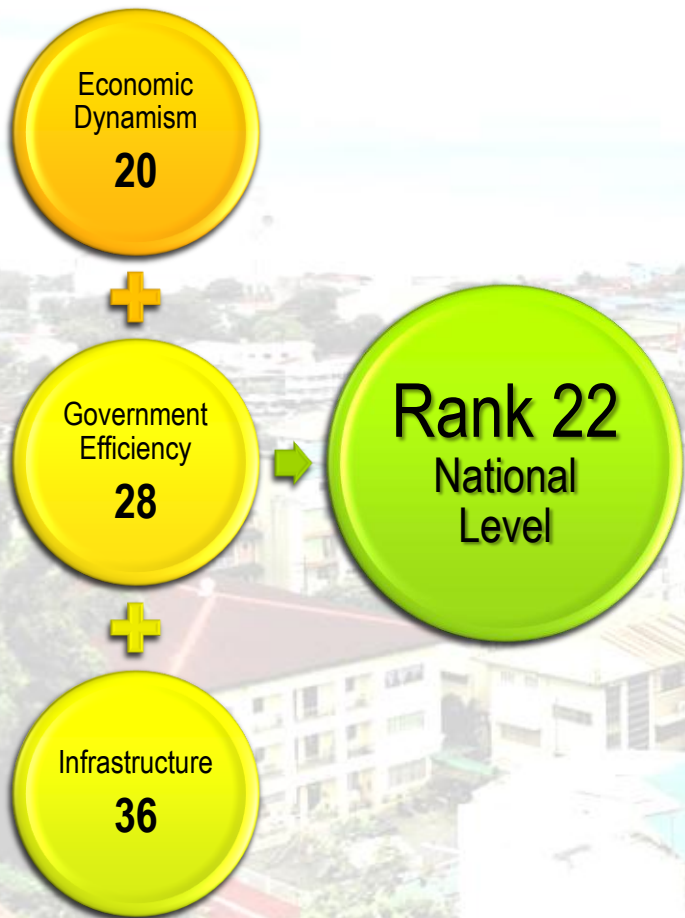 Economic
Dynamism
20
Government
Efficiency
28
Infrastructure
36
Rank 22
National
Level